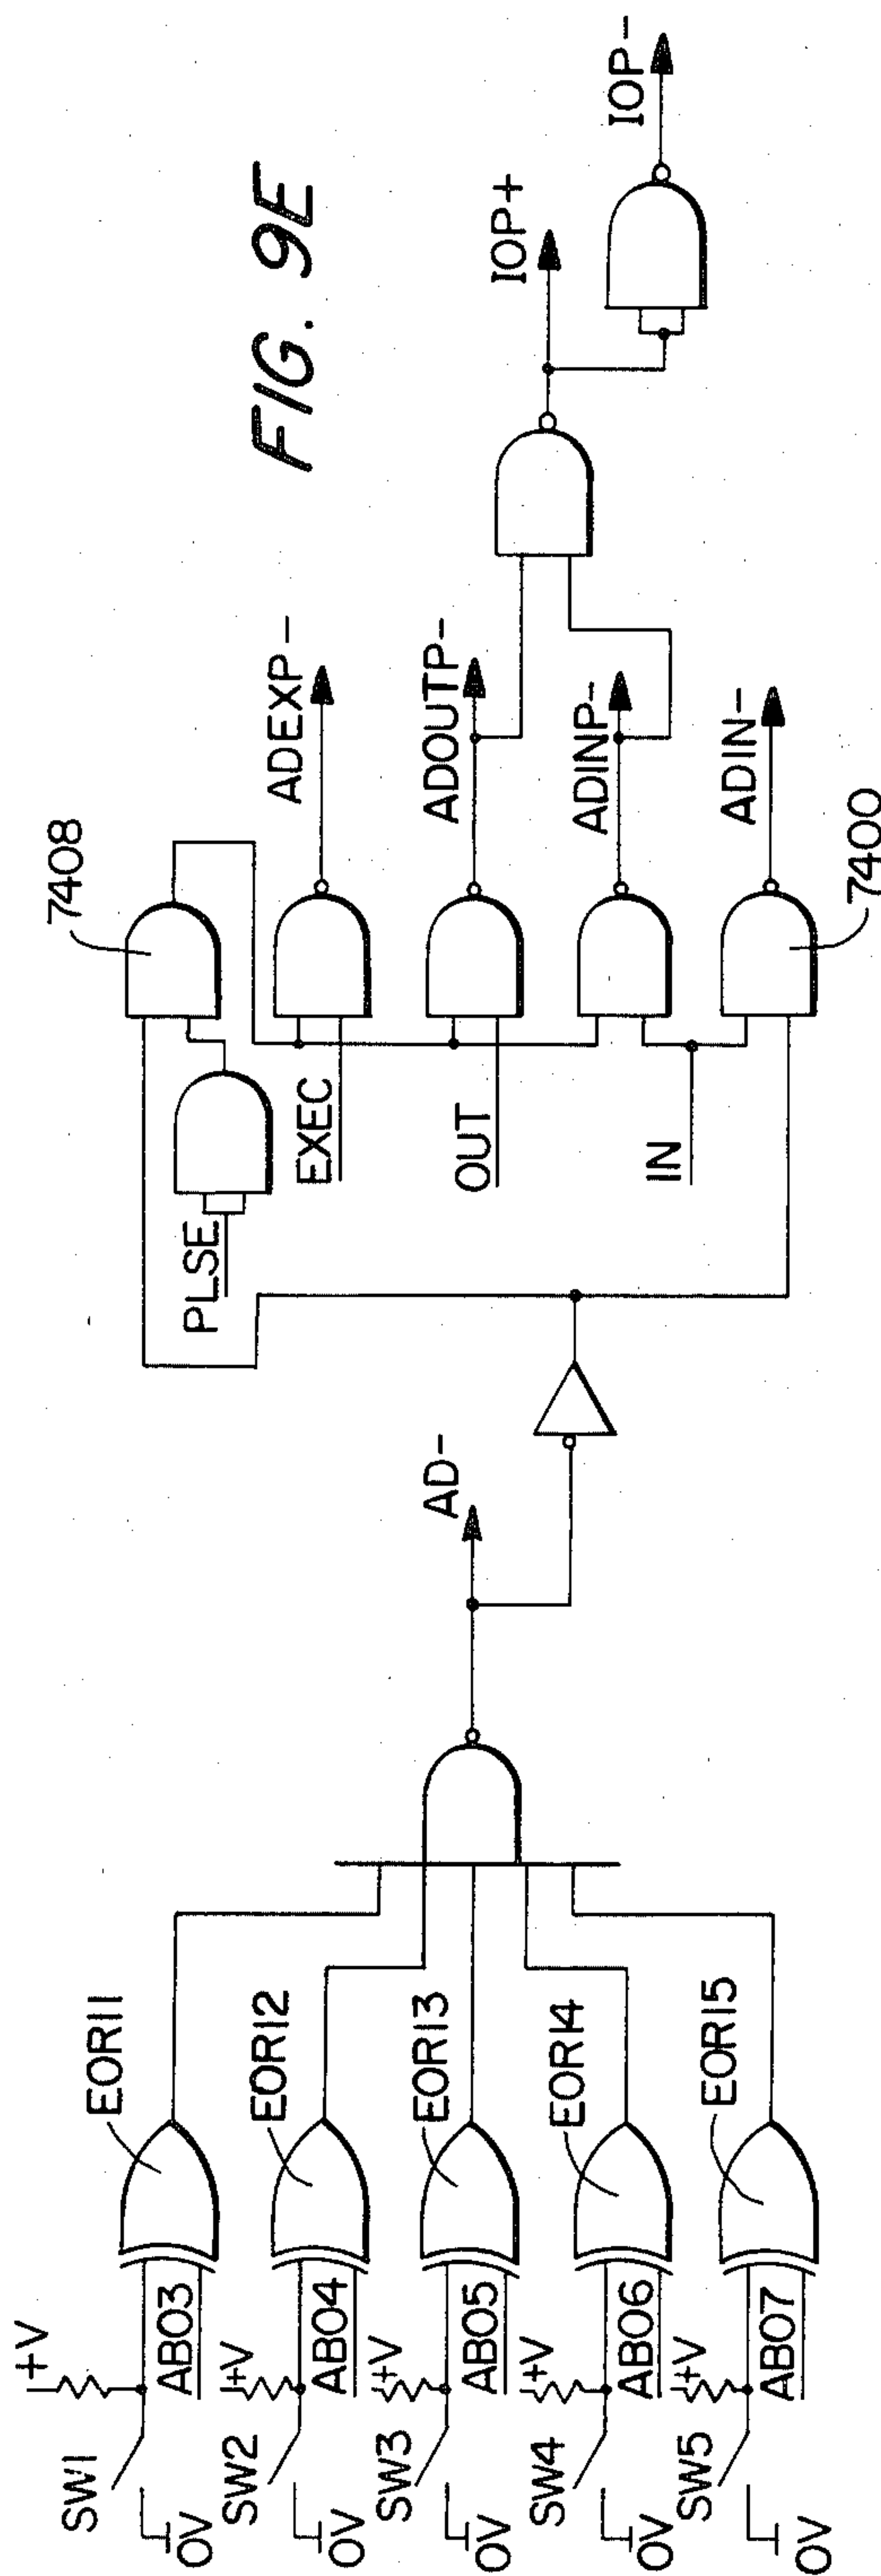 FIG. 9E
+V
SW1
0V
AB03
EOR11
+V
SW2
0V
AB04
EOR12
+V
SW3
0V
AB05
EOR13
+V
SW4
0V
AB06
EOR14
+V
SW5
0V
AB07
EOR15
AD-
PLSE
7408
EXEC
OUT
IN
7400
ADEXP-
ADOUTP-
ADINP-
ADIN-
IOP+
IOP-